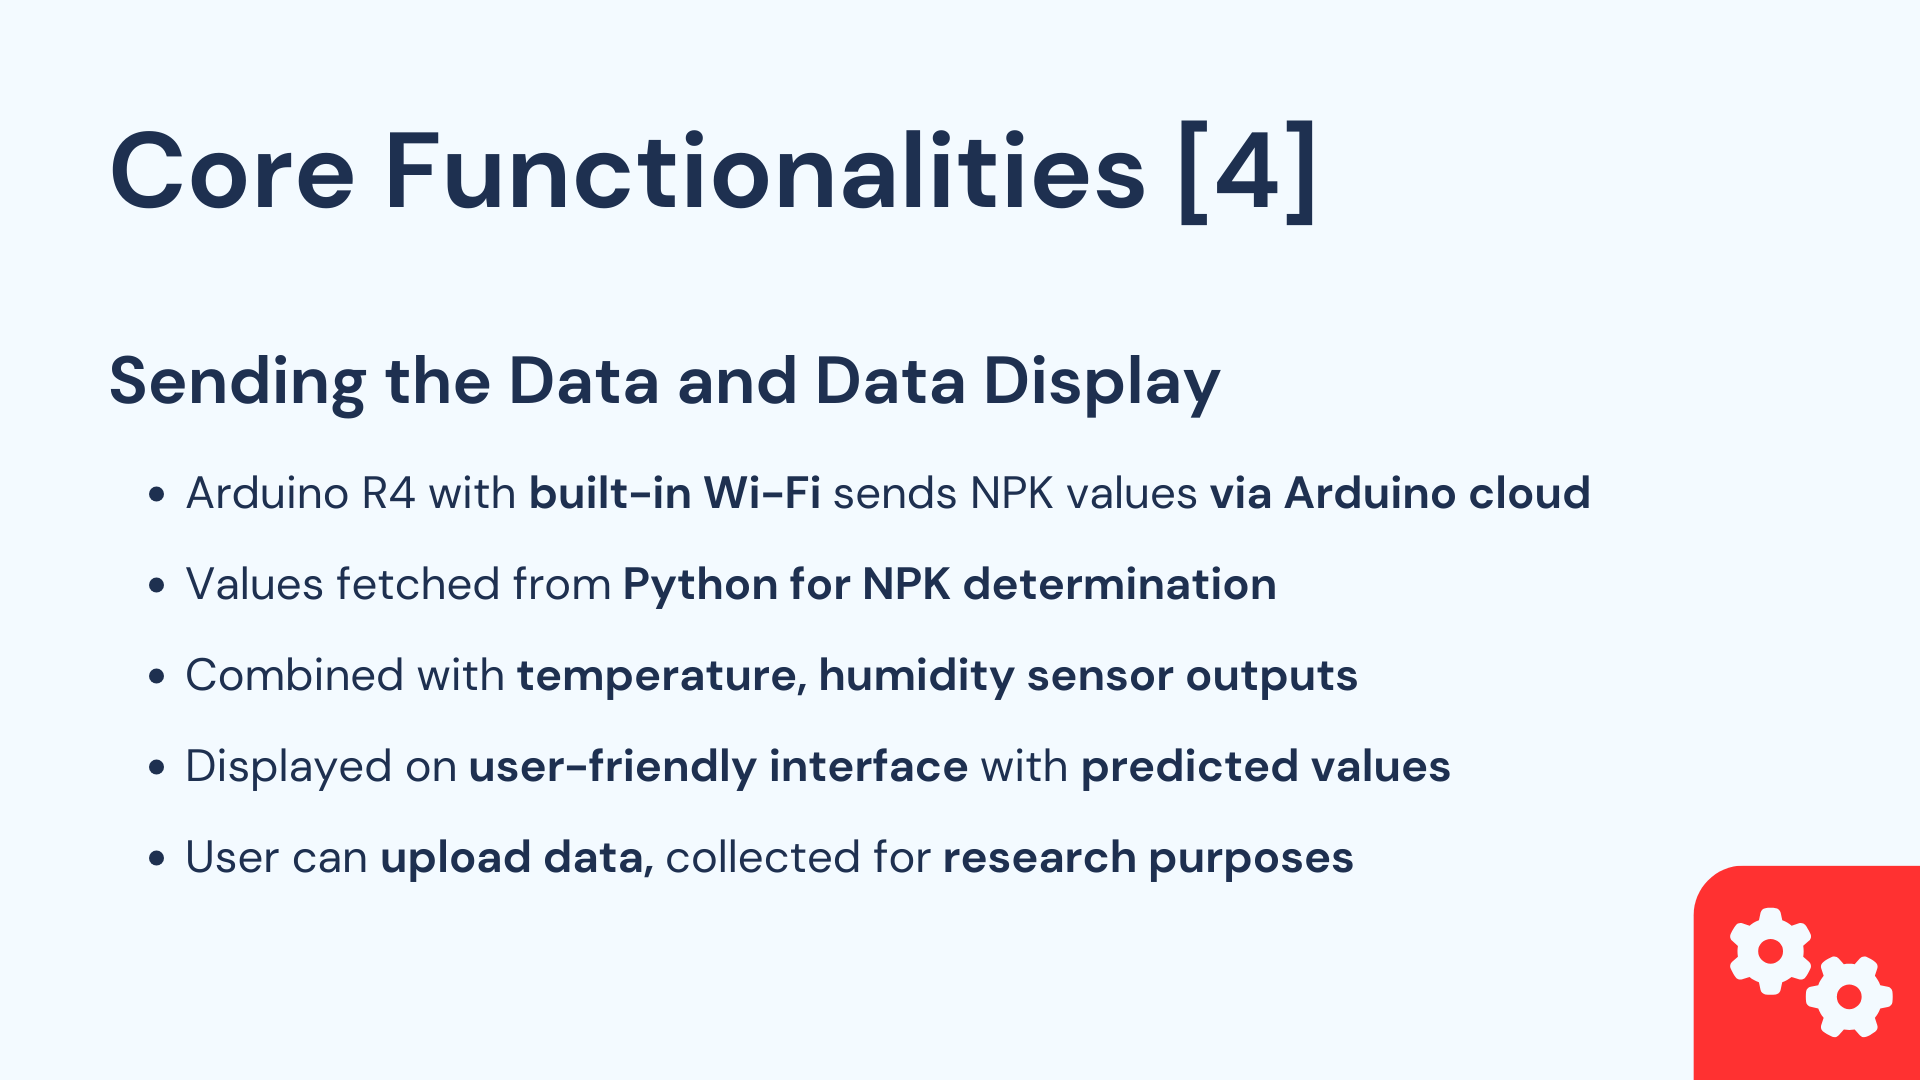 Core Functionalities [4]
Sending the Data and Data Display
• Arduino R4 with built-in Wi-Fi sends NPK values via Arduino cloud
• Values fetched from Python for NPK determination
• Combined with temperature, humidity sensor outputs
• Displayed on user-friendly interface with predicted values
• User can upload data, collected for research purposes